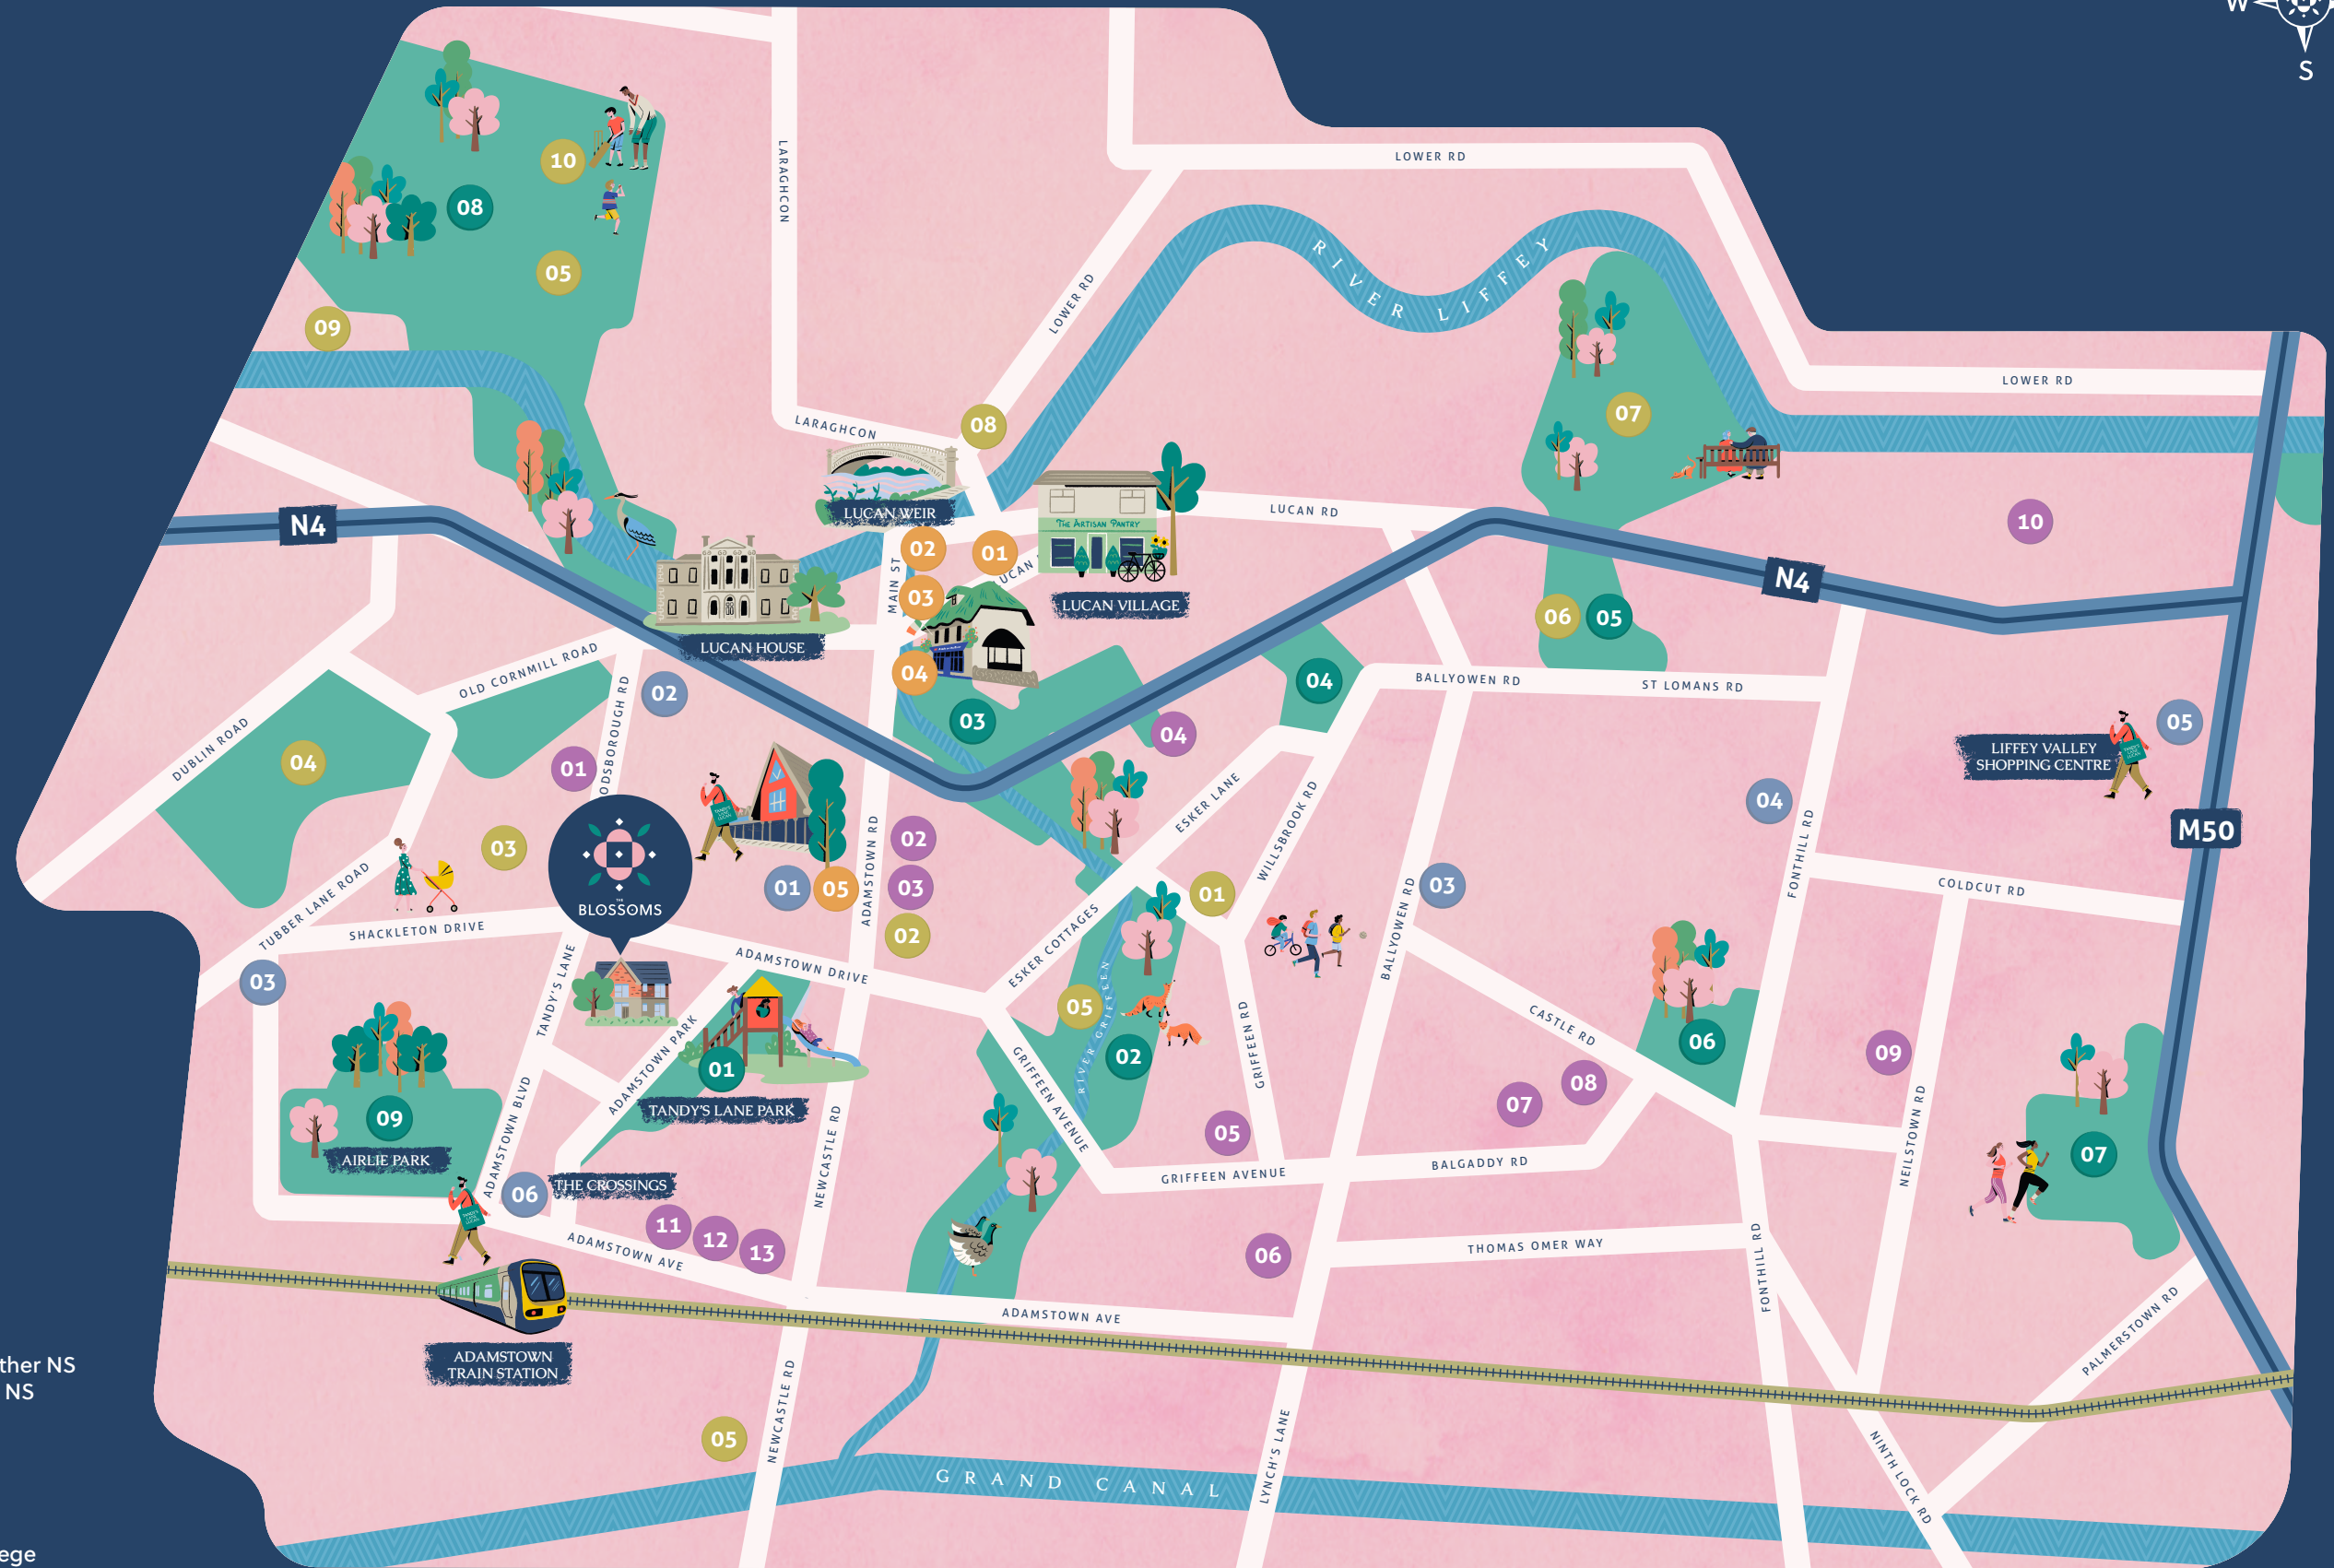 W
S
LARAGHCON
LOWER RD
10
08
RIVER LIFFEY
05
LOWER RD
09
LOWER RD
07
LARAGHCON
08
N4
LUCAN WEIR
LUCAN RD
THE ARTISAN PANTRY
10
02
01
LUCAN
MAIN ST
03
N4
LUCAN VILLAGE
06
05
LUCAN HOUSE
OLD CORNMILL ROAD
04
04
BALLYOWEN RD
ST LOMANS RD
02
03
04
05
DUBLIN ROAD
04
01
LIFFEY VALLEY
SHOPPING CENTRE
ESKER LANE
WILLSBROOK RD
04
M50
02
03
ADAMSTOWN RD
FONTHILL RD
THE
BLOSSOMS
01
05
03
01
03
COLDCUT RD
TUBBER LANE ROAD
SHACKLETON DRIVE
02
ESKER COTTAGES
BALLYOWEN RD
ADAMSTOWN DRIVE
03
TANDY'S LANE
05
RIVER GRIFFEEN
CASTLE RD
GRIFFEEN RD
06
09
ADAMSTOWN PARK
01
02
GRIFFEEN AVENUE
08
07
TANDY'S LANE PARK
09
AIRLIE PARK
05
07
NEILSTOWN RD
ADAMSTOWN BLVD
NEWCASTLE RD
GRIFFEEN AVENUE
BALGADDY RD
06
THE CROSSINGS
11
12
13
06
THOMAS OMER WAY
FONTHILL RD
ADAMSTOWN AVE
ADAMSTOWN AVE
PALMERSTOWN RD
ADAMSTOWN
TRAIN STATION
ther NS
NS
NEWCASTLE RD
05
LYNCH'S LANE
NINTH LOCK RD
GRAND CANAL
ege